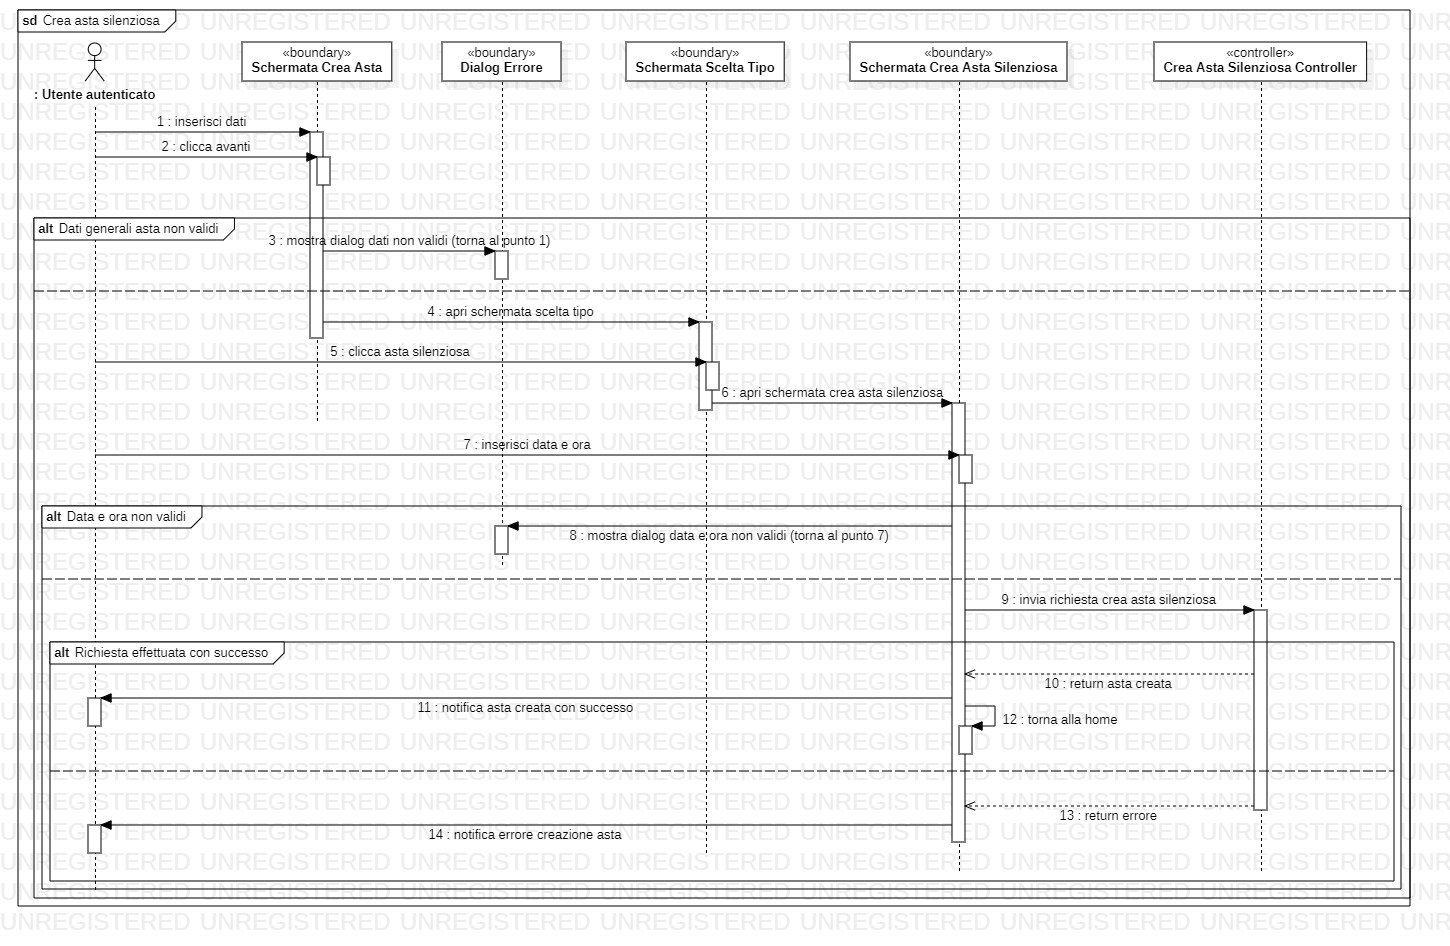 sd Crea asta silenziosa
«boundary»
Schermata Crea Asta
«boundary»
Dialog Errore
«boundary»
Schermata Scelta Tipo
«boundary»
Schermata Crea Asta Silenziosa
«controller»
Crea Asta Silenziosa Controller
: Utente autenticato
1 : inserisci dati
2 : clicca avanti
alt Dati generali asta non validi
3 : mostra dialog dati non validi (torna al punto 1)
4 : apri schermata scelta tipo
5 : clicca asta silenziosa
6 : apri schermata crea asta silenziosa
7 : inserisci data e ora
alt Data e ora non validi
8 : mostra dialog data e ora non validi (torna al punto 7)
9 : invia richiesta crea asta silenziosa
alt Richiesta effettuata con successo
10 : return asta creata
11 : notifica asta creata con successo
12 : torna alla home
13 : return errore
14 : notifica errore creazione asta
UNREGISTERED